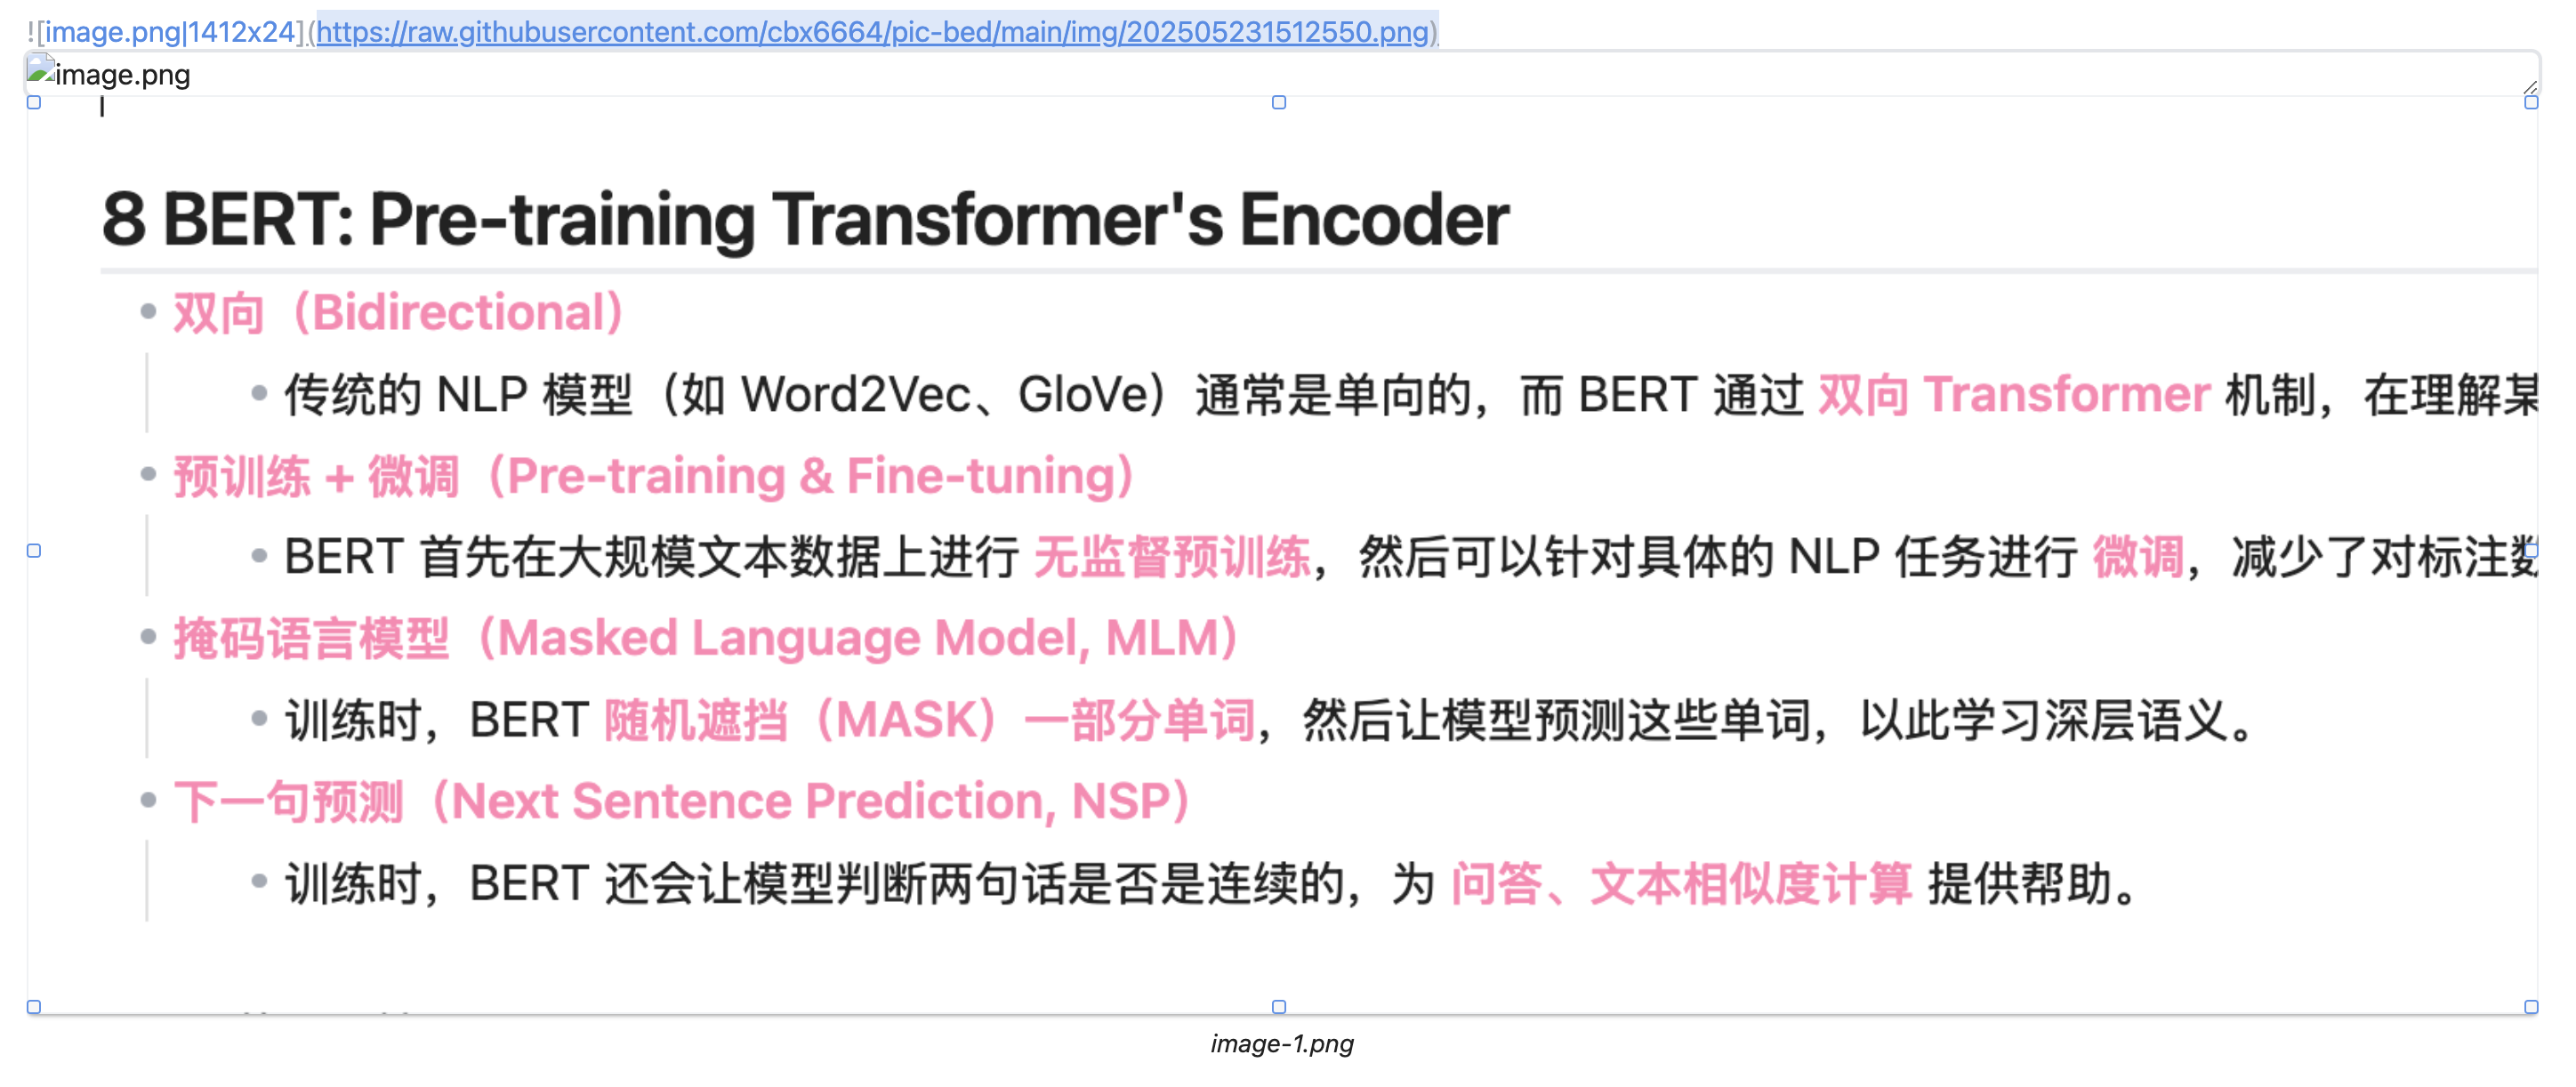 ![image.png|1412x24](https://raw.githubusercontent.com/cbx6664/pic-bed/main/img/202505231512550.png)
image.png
8 BERT: Pre-training Transformer's Encoder
双向（Bidirectional）
传统的 NLP 模型（如 Word2Vec、GloVe）通常是单向的，而 BERT 通过 双向 Transformer 机制，在理解某
预训练 + 微调（Pre-training & Fine-tuning）
BERT 首先在大规模文本数据上进行 无监督预训练，然后可以针对具体的 NLP 任务进行 微调，减少了对标注数
掩码语言模型（Masked Language Model, MLM）
训练时，BERT 随机遮挡（MASK）一部分单词，然后让模型预测这些单词，以此学习深层语义。
下一句预测（Next Sentence Prediction, NSP）
训练时，BERT 还会让模型判断两句话是否是连续的，为 问答、文本相似度计算 提供帮助。
image-1.png